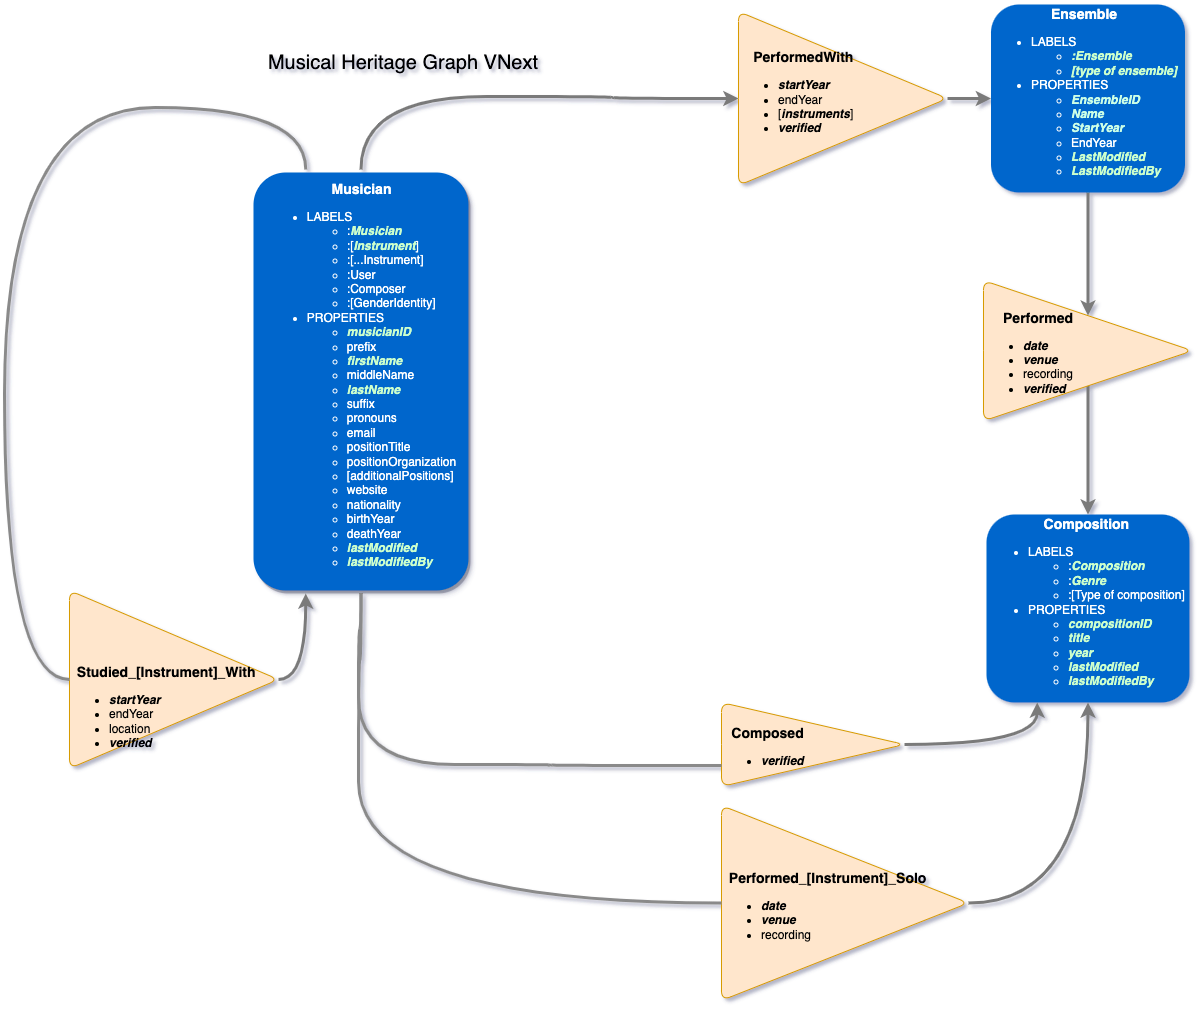 Musical Heritage Graph VNext
PerformedWith
startYear
endYear
[instruments]
verified
Ensemble
LABELS
:Ensemble
[type of ensemble]
PROPERTIES
EnsembleID
Name
StartYear
EndYear
LastModified
LastModifiedBy
Musician
LABELS
:Musician
:[Instrument]
:[...Instrument]
:User
:Composer
:[GenderIdentity]
PROPERTIES
musicianID
prefix
firstName
middleName
lastName
suffix
pronouns
email
positionTitle
positionOrganization
[additionalPositions]
website
nationality
birthYear
deathYear
lastModified
lastModifiedBy
Performed
date
venue
recording
verified
Composition
LABELS
:Composition
:Genre
:[Type of composition]
PROPERTIES
compositionID
title
year
lastModified
lastModifiedBy
Studied_[Instrument]_With
startYear
endYear
location
verified
Composed
verified
Performed_[Instrument]_Solo
date
venue
recording